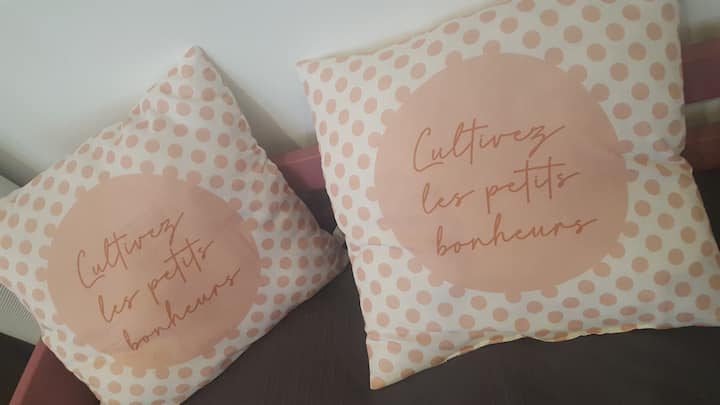 Cultivez
les petits
bonheurs
Cultivez
les petits
bonheurs